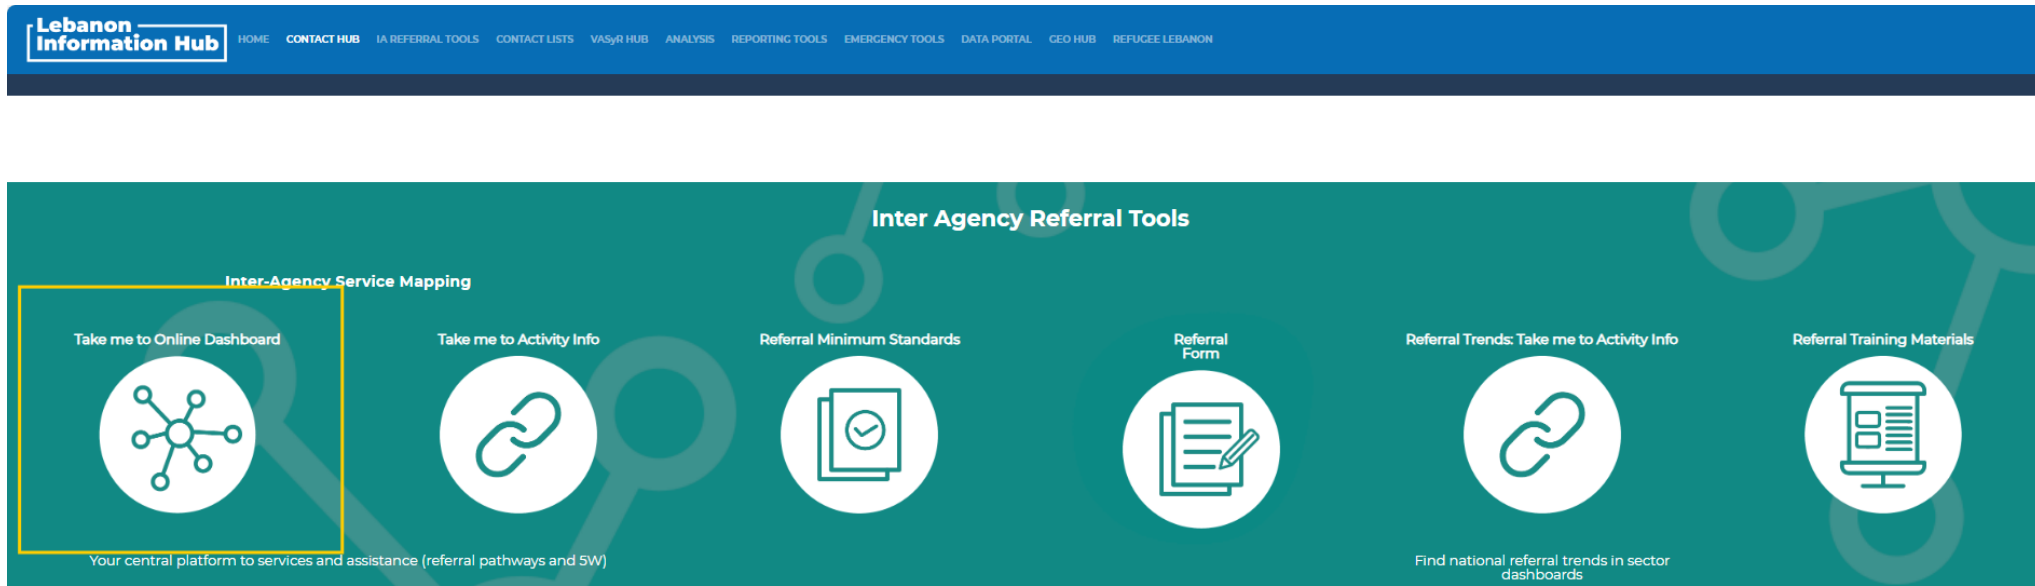 Lebanon
Information Hub
HOME CONTACT HUB IA REFERRAL TOOLS CONTACT LISTS VASyR HUB ANALYSIS REPORTING TOOLS EMERGENCY TOOLS DATA PORTAL GEO HUB REFUGEE LEBANON
Inter Agency Referral Tools
Inter-Agency Service Mapping
Take me to Online Dashboard
Take me to Activity Info
Referral Minimum Standards
Referral
Form
Referral Trends: Take me to Activity Info
Referral Training Materials
Your central platform to services and assistance (referral pathways and 5W)
Find national referral trends in sector
dashboards